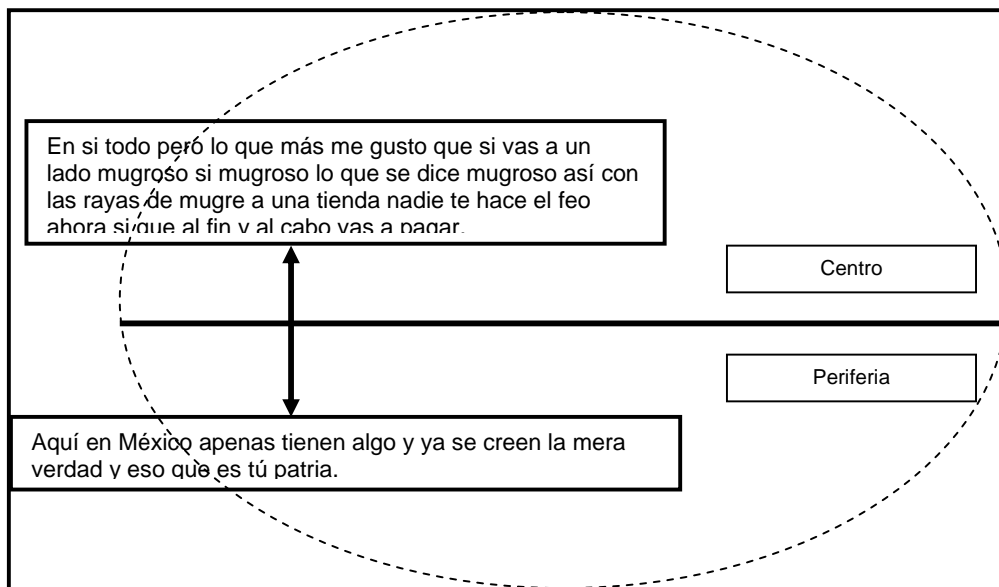 En si todo pero lo que más me gusto que si vas a un
lado mugroso si mugroso lo que se dice mugroso así con
las rayas de mugre a una tienda nadie te hace el feo
ahora si que al fin y al cabo vas a pagar.
Centro
Periferia
Aquí en México apenas tienen algo y ya se creen la mera
verdad y eso que es tú patria.